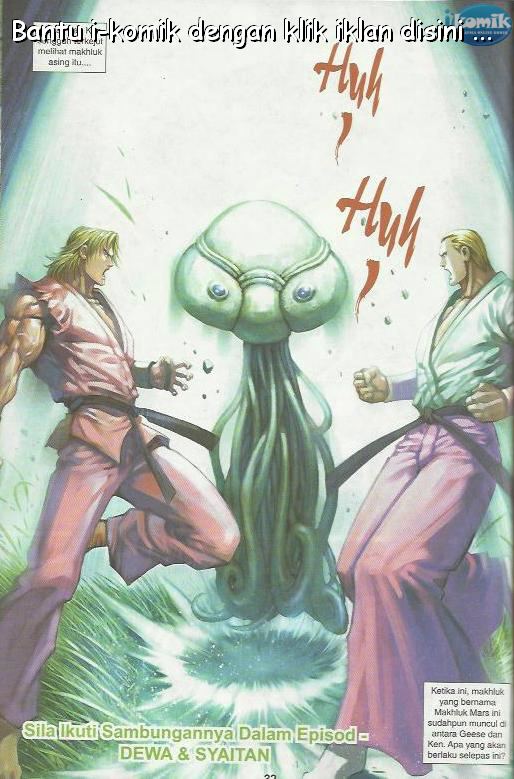 Bantu i-komik dengan klik iklan disini ...
ikomik
terkejut
melihat makhluk
asing itu....
Huh
,
Huh
,
Ketika ini, makhluk
yang bernama
Makhluk Mars ini
sudahpun muncul di
antara Geese dan
Ken. Apa yang akan
berlaku selepas ini?
Sila Ikuti Sambungannya Dalam Episod -
DEWA & SYAITAN
32